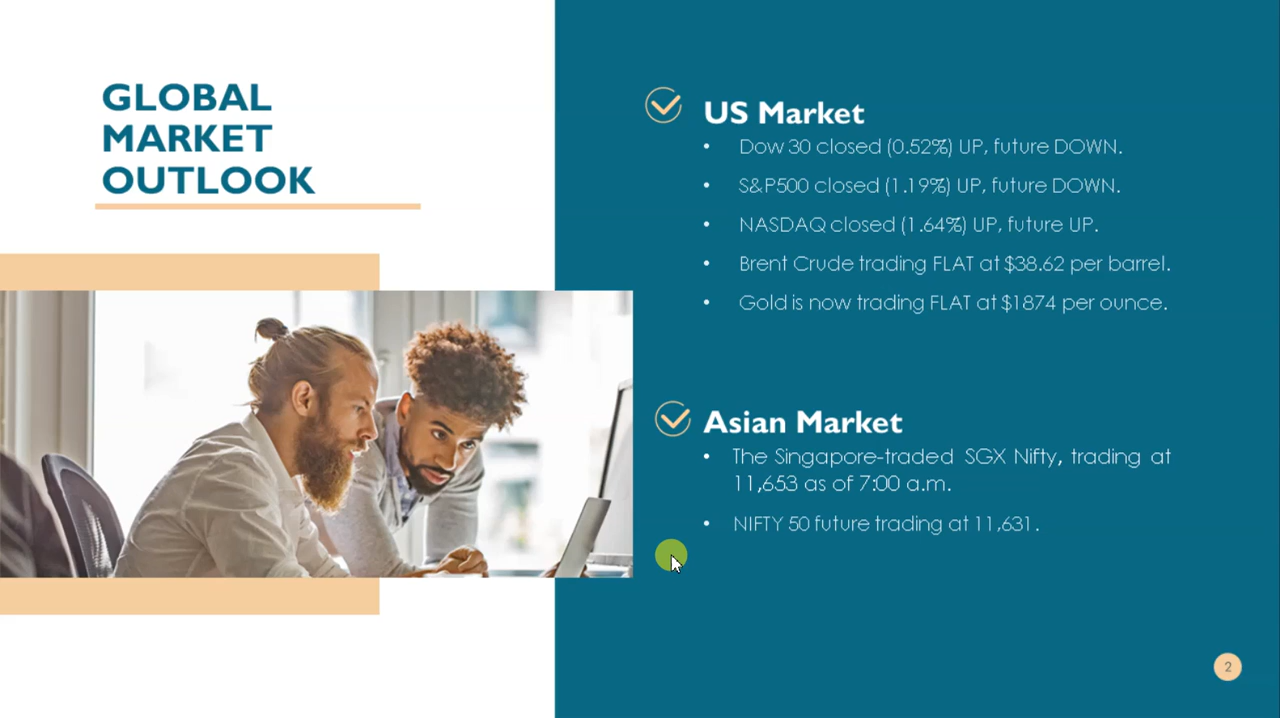 GLOBAL
MARKET
OUTLOOK
US Market
• Dow 30 closed (0.52%) UP, future DOWN.
• S&P500 closed (1.19%) UP, future DOWN.
• NASDAQ closed (1.64%) UP, future UP.
• Brent Crude trading FLAT at $38.62 per barrel.
• Gold is now trading FLAT at $1874 per ounce.
Asian Market
• The Singapore-traded SGX Nifty, trading at
11,653 as of 7:00 a.m.
• NIFTY 50 future trading at 11,631.
2